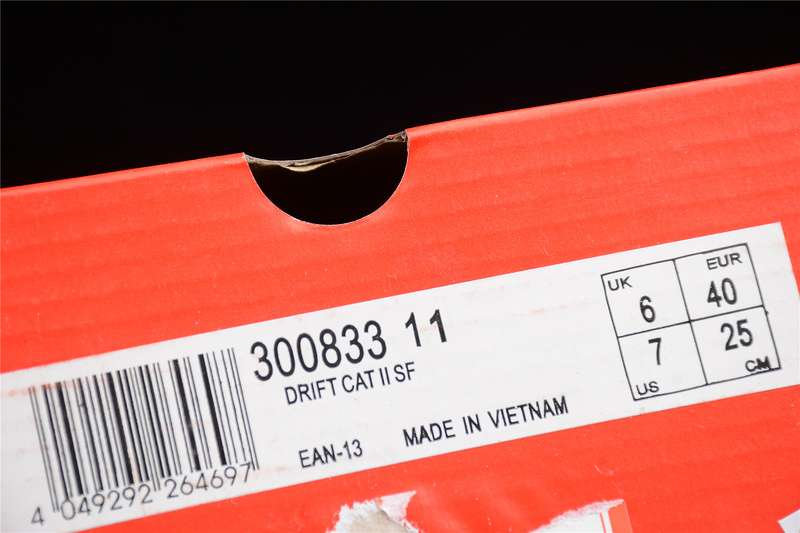 300833 11
DRIFT CAT II SF
EAN-13 MADE IN VIETNAM
4 049292 264697
UK 6
EUR 40
7 US
25 CM